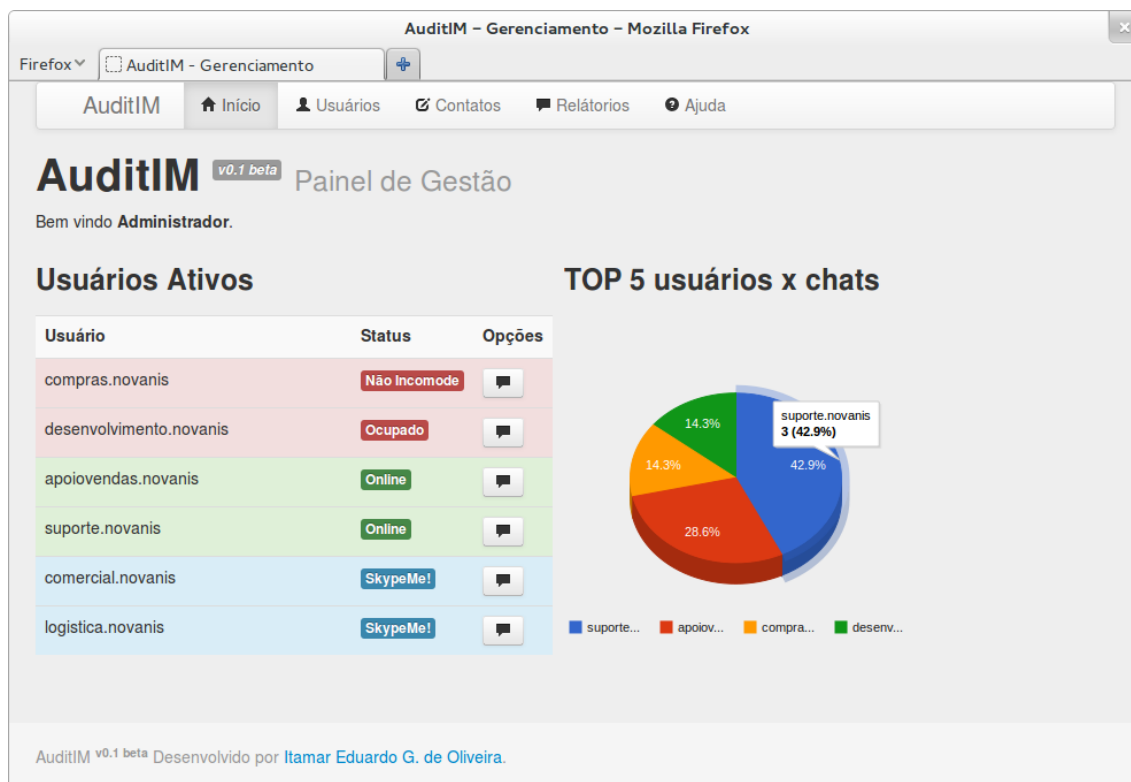 AuditIM – Gerenciamento – Mozilla Firefox
Firefox AuditIM - Gerenciamento
AuditIM Início Usuários Contatos Relátorios Ajuda
AuditIM v0.1 beta Painel de Gestão
Bem vindo Administrador.
Usuários Ativos
Usuário Status Opções
compras.novanis Não Incomode
desenvolvimento.novanis Ocupado
apoiovendas.novanis Online
suporte.novanis Online
comercial.novanis SkypeMe!
logistica.novanis SkypeMe!
TOP 5 usuários x chats
suporte.novanis
3 (42.9%)
14.3%
14.3%
42.9%
28.6%
suporte... apoiov... compra... desenv...
AuditIM v0.1 beta Desenvolvido por Itamar Eduardo G. de Oliveira.